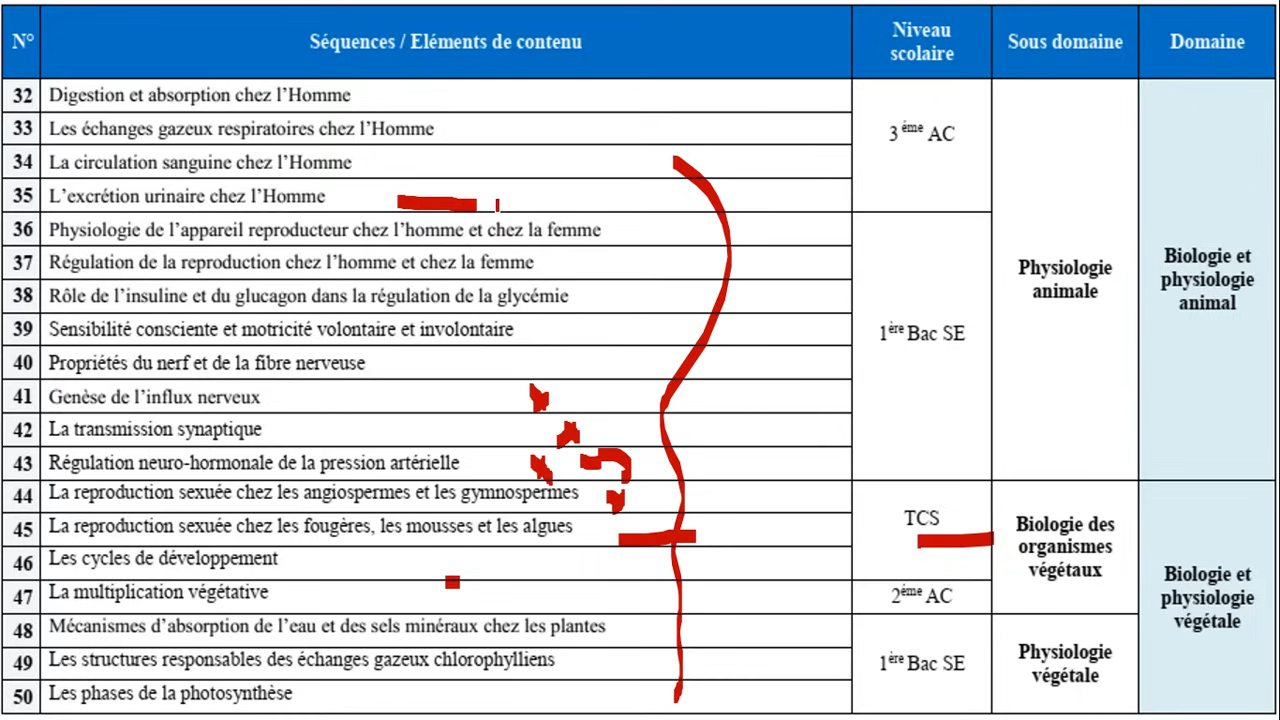 N° Séquences / Eléments de contenu Niveau scolaire Sous domaine Domaine
32 Digestion et absorption chez l’Homme
33 Les échanges gazeux respiratoires chez l’Homme
34 La circulation sanguine chez l’Homme
35 L’excrétion urinaire chez l’Homme
3 éme AC
36 Physiologie de l’appareil reproducteur chez l’homme et chez la femme
37 Régulation de la reproduction chez l’homme et chez la femme
38 Rôle de l’insuline et du glucagon dans la régulation de la glycémie
39 Sensibilité consciente et motricité volontaire et involontaire
40 Propriétés du nerf et de la fibre nerveuse
41 Genèse de l’influx nerveux
42 La transmission synaptique
43 Régulation neuro-hormonale de la pression artérielle
1ère Bac SE
Physiologie
animale
Biologie et
physiologie
animal
44 La reproduction sexuée chez les angiospermes et les gymnospermes
45 La reproduction sexuée chez les fougères, les mousses et les algues
46 Les cycles de développement
TCS
47 La multiplication végétative
2éme AC
Biologie des
organismes
végétaux
48 Mécanismes d’absorption de l’eau et des sels minéraux chez les plantes
49 Les structures responsables des échanges gazeux chlorophylliens
50 Les phases de la photosynthèse
1ère Bac SE
Physiologie
végétale
Biologie et
physiologie
végétale